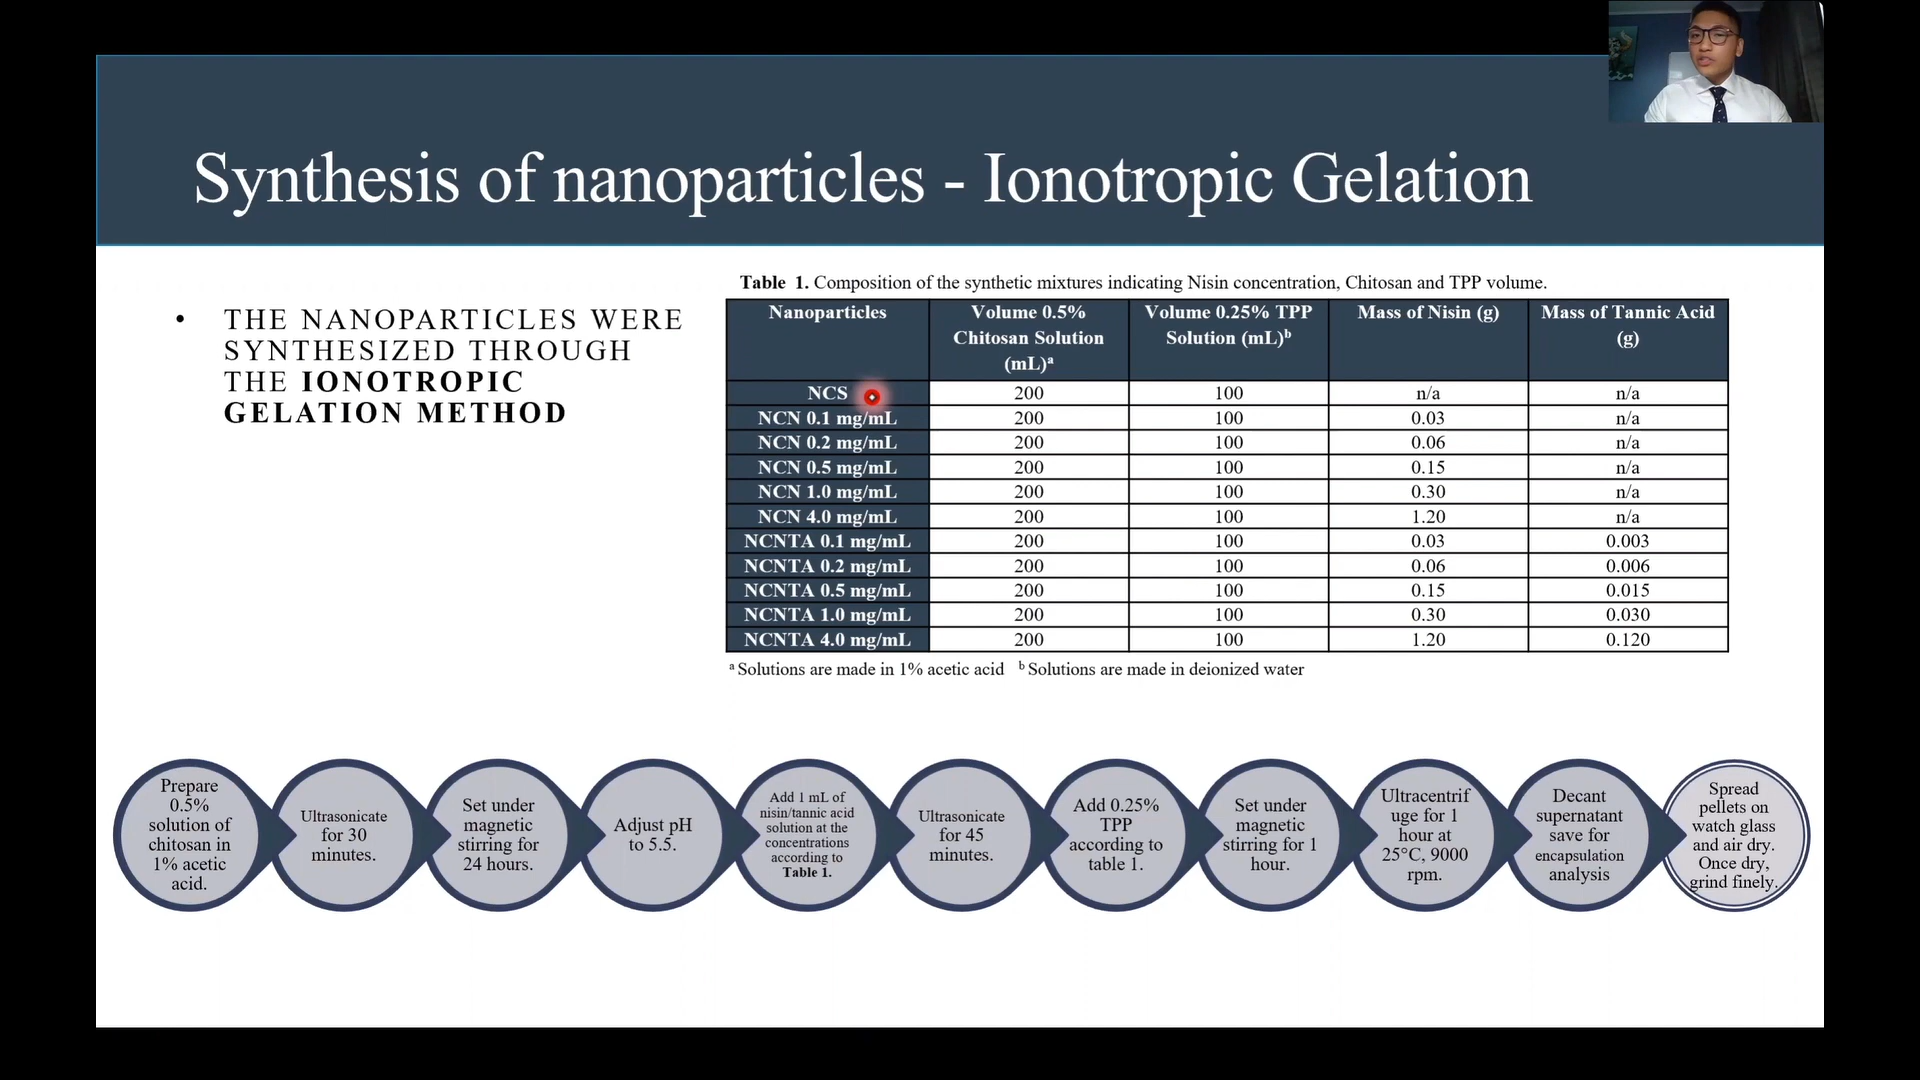 Synthesis of nanoparticles - Ionotropic Gelation
• THE NANOPARTICLES WERE
SYNTHESIZED THROUGH
THE IONOTROPIC
GELATION METHOD
Table 1. Composition of the synthetic mixtures indicating Nisin concentration, Chitosan and TPP volume.
Nanoparticles | Volume 0.5% Chitosan Solution (mL)ᵃ | Volume 0.25% TPP Solution (mL)ᵇ | Mass of Nisin (g) | Mass of Tannic Acid (g)
NCS 200 100 n/a n/a
NCN 0.1 mg/mL 200 100 0.03 n/a
NCN 0.2 mg/mL 200 100 0.06 n/a
NCN 0.5 mg/mL 200 100 0.15 n/a
NCN 1.0 mg/mL 200 100 0.30 n/a
NCN 4.0 mg/mL 200 100 1.20 n/a
NCNTA 0.1 mg/mL 200 100 0.03 0.003
NCNTA 0.2 mg/mL 200 100 0.06 0.006
NCNTA 0.5 mg/mL 200 100 0.15 0.015
NCNTA 1.0 mg/mL 200 100 0.30 0.030
NCNTA 4.0 mg/mL 200 100 1.20 0.120
ᵃ Solutions are made in 1% acetic acid ᵇ Solutions are made in deionized water
Prepare
0.5%
solution of
chitosan in
1% acetic
acid.
Ultrasonicate
for 30
minutes.
Set under
magnetic
stirring for
24 hours.
Adjust pH
to 5.5.
Add 1 mL of
nisin/tannic acid
solution at the
concentrations
according to
Table 1.
Ultrasonicate
for 45
minutes.
Add 0.25%
TPP
according to
table 1.
Set under
magnetic
stirring for 1
hour.
Ultracentrif
uge for 1
hour at
25°C, 9000
rpm.
Decant
supernatant
save for
encapsulation
analysis
Spread
pellets on
watch glass
and air dry.
Once dry,
grind finely.